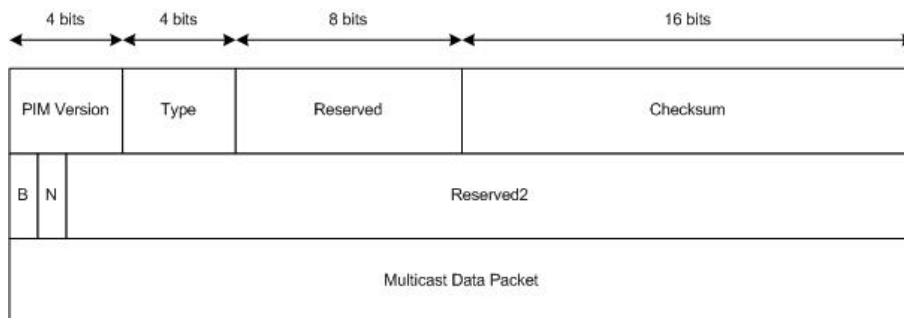 4 bits 4 bits 8 bits 16 bits
PIM Version Type Reserved Checksum
B N Reserved2
Multicast Data Packet